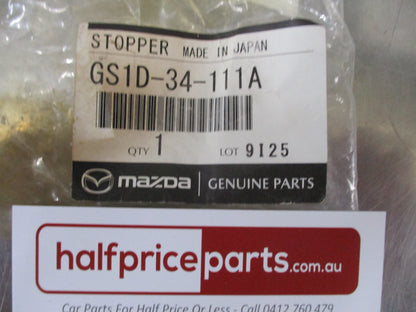 STOPPER MADE IN JAPAN
GS1D-34-111A
QTY 1 LOT 9I25
mazda GENUINE PARTS
halfpriceparts.com.au
Car Parts For Half Price Or Less - Call 0412 760 479